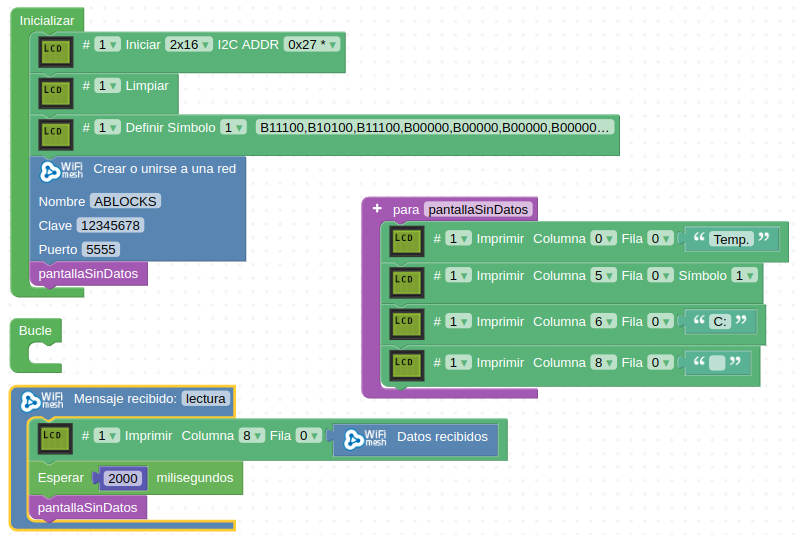 Inicializar
LCD # 1 Iniciar 2x16 I2C ADDR 0x27 *
LCD # 1 Limpiar
LCD # 1 Definir Símbolo 1 B11100,B10100,B11100,B00000,B00000,B00000,B00000...
WiFi mesh Crear o unirse a una red
Nombre ABLOCKS
Clave 12345678
Puerto 5555
pantallaSinDatos
+ para pantallaSinDatos
LCD # 1 Imprimir Columna 0 Fila 0 “ Temp. ”
LCD # 1 Imprimir Columna 5 Fila 0 Símbolo 1
LCD # 1 Imprimir Columna 6 Fila 0 “ C: ”
LCD # 1 Imprimir Columna 8 Fila 0 “ ”
Bucle
WiFi mesh Mensaje recibido: lectura
LCD # 1 Imprimir Columna 8 Fila 0 WiFi mesh Datos recibidos
Esperar 2000 milisegundos
pantallaSinDatos